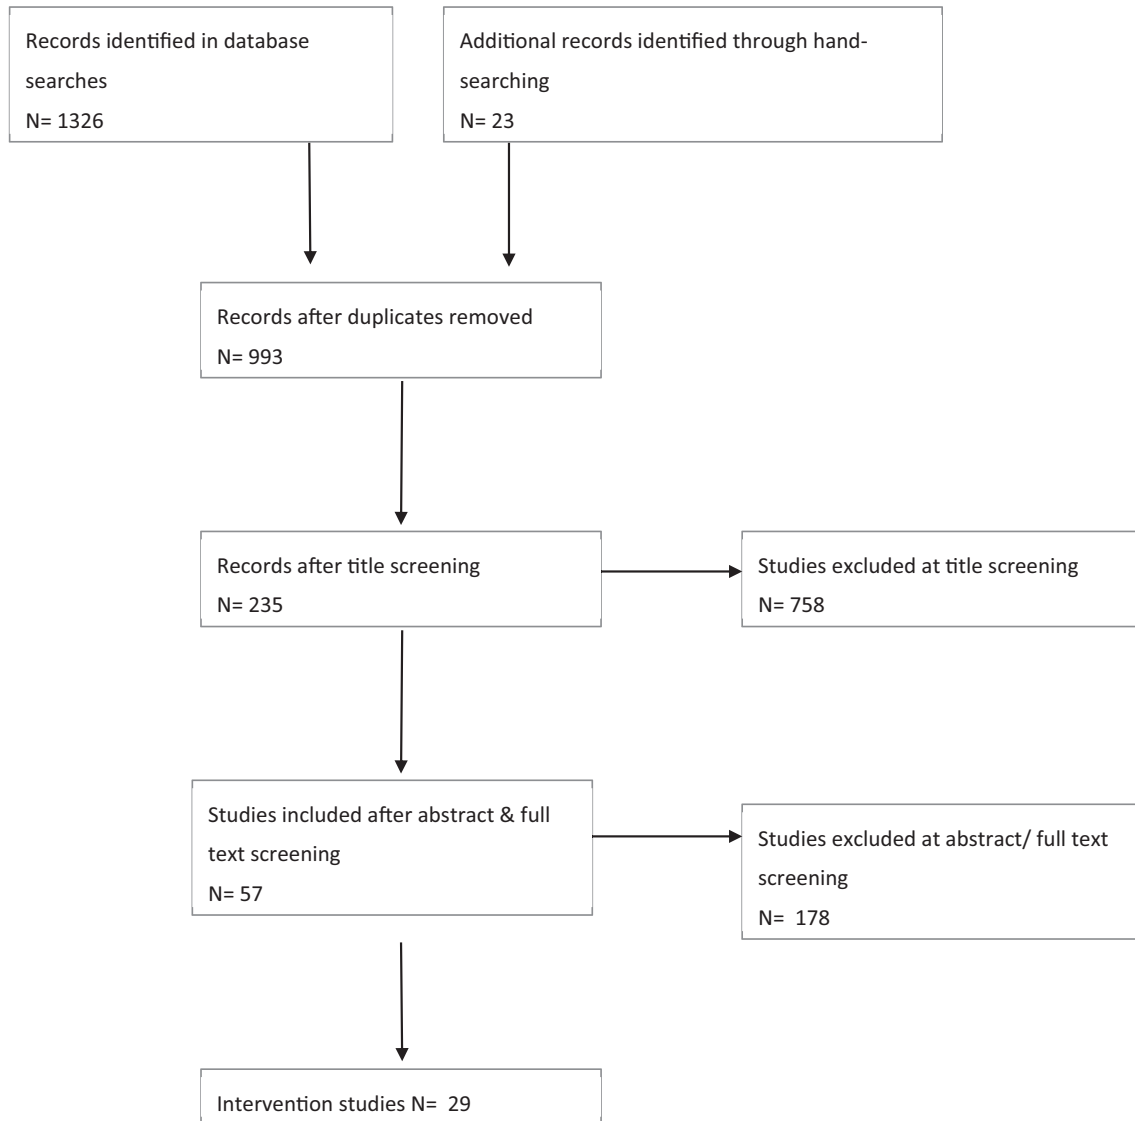 Records identified in database
searches
N= 1326
Additional records identified through hand-
searching
N= 23
Records after duplicates removed
N= 993
Records after title screening
N= 235
Studies excluded at title screening
N= 758
Studies included after abstract & full
text screening
N= 57
Studies excluded at abstract/ full text
screening
N= 178
Intervention studies N= 29